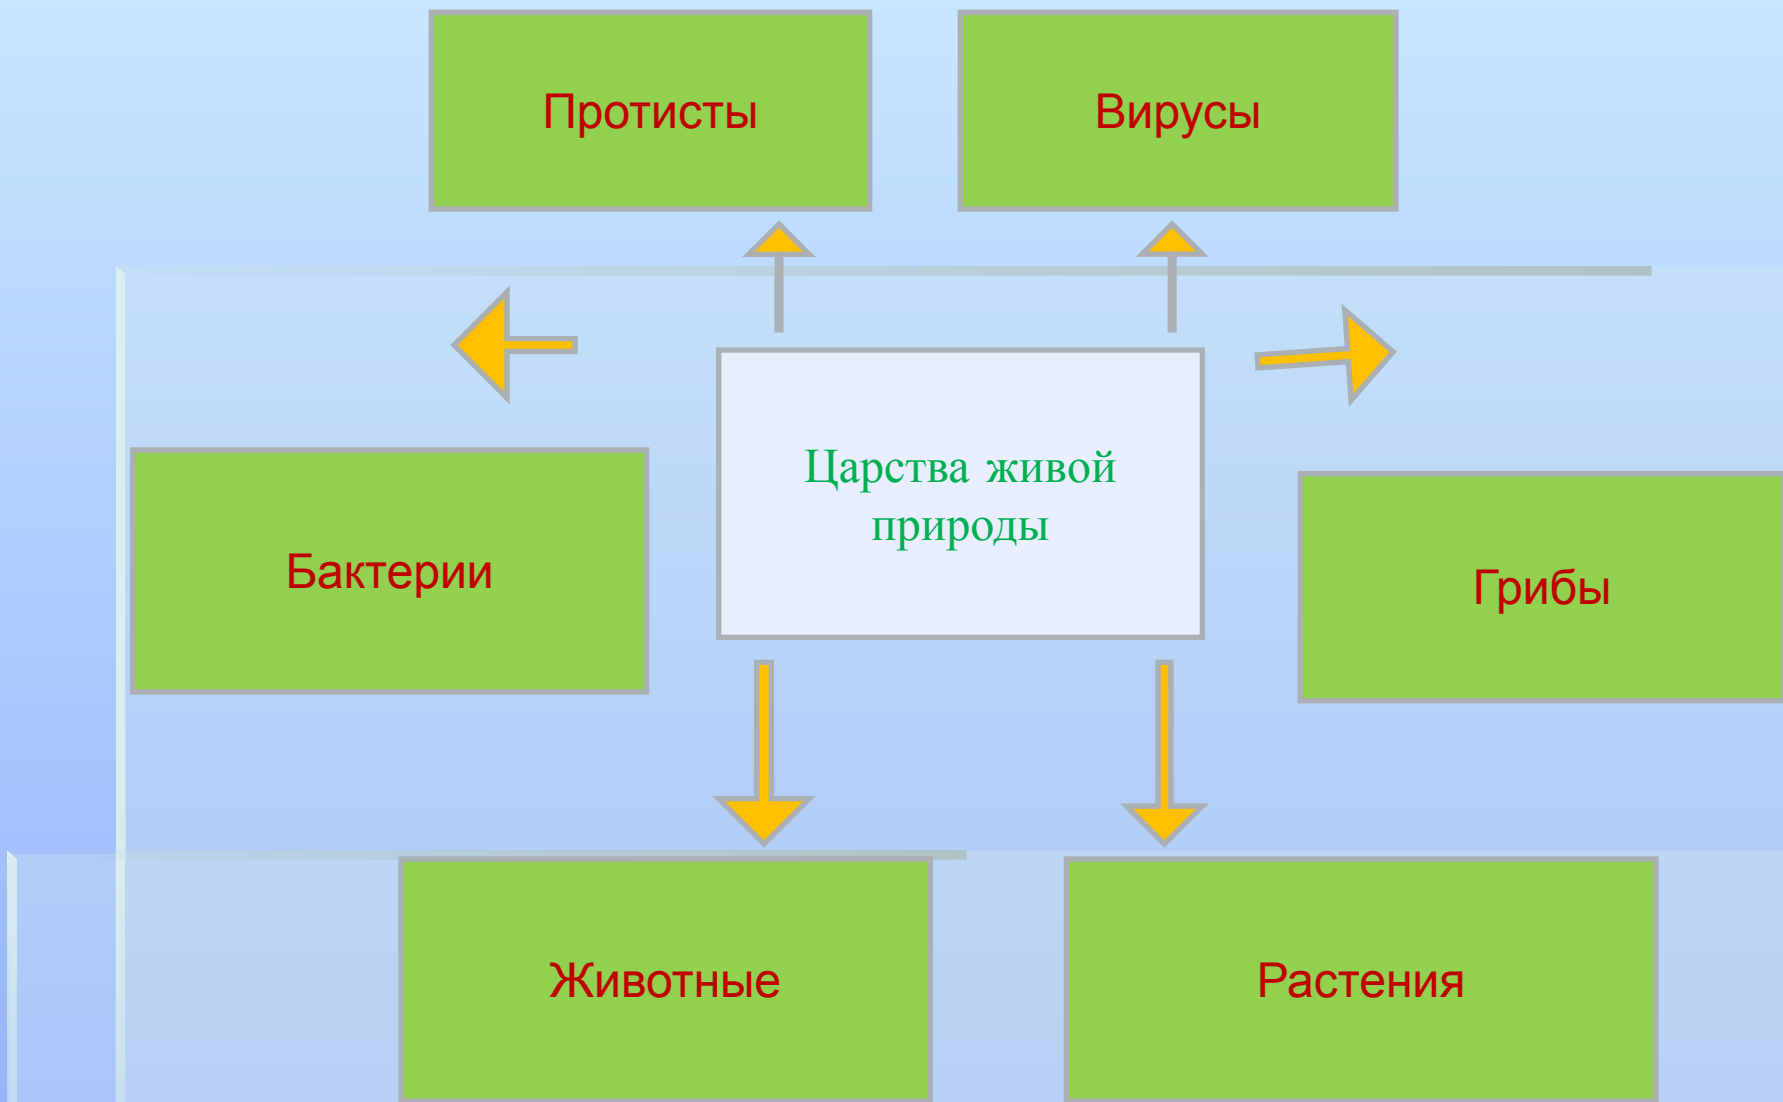 Протисты
Вирусы
Царства живой
природы
Бактерии
Грибы
Животные
Растения